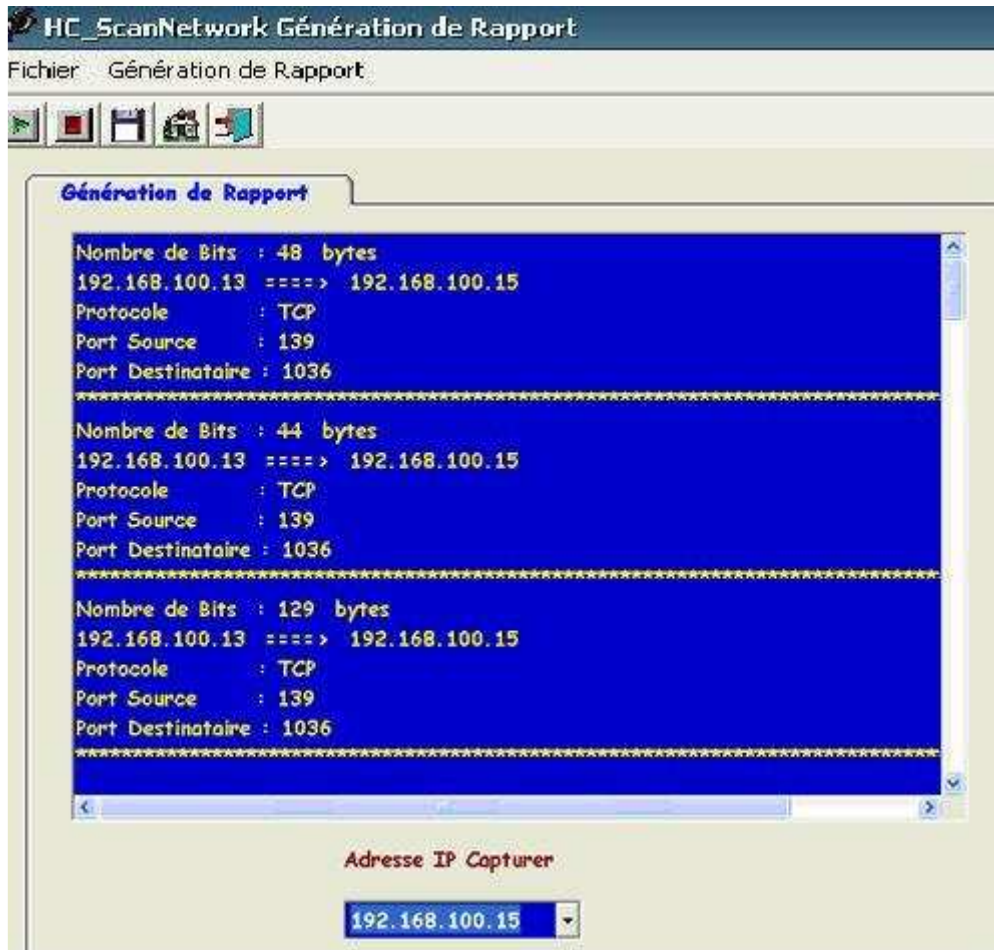 HC_ScanNetwork Génération de Rapport
Fichier Génération de Rapport
Génération de Rapport
Nombre de Bits : 48 bytes
192.168.100.13 ====> 192.168.100.15
Protocole : TCP
Port Source : 139
Port Destinataire : 1036
******************************************************************************
Nombre de Bits : 44 bytes
192.168.100.13 ====> 192.168.100.15
Protocole : TCP
Port Source : 139
Port Destinataire : 1036
******************************************************************************
Nombre de Bits : 129 bytes
192.168.100.13 ====> 192.168.100.15
Protocole : TCP
Port Source : 139
Port Destinataire : 1036
******************************************************************************
Adresse IP Capturer
192.168.100.15